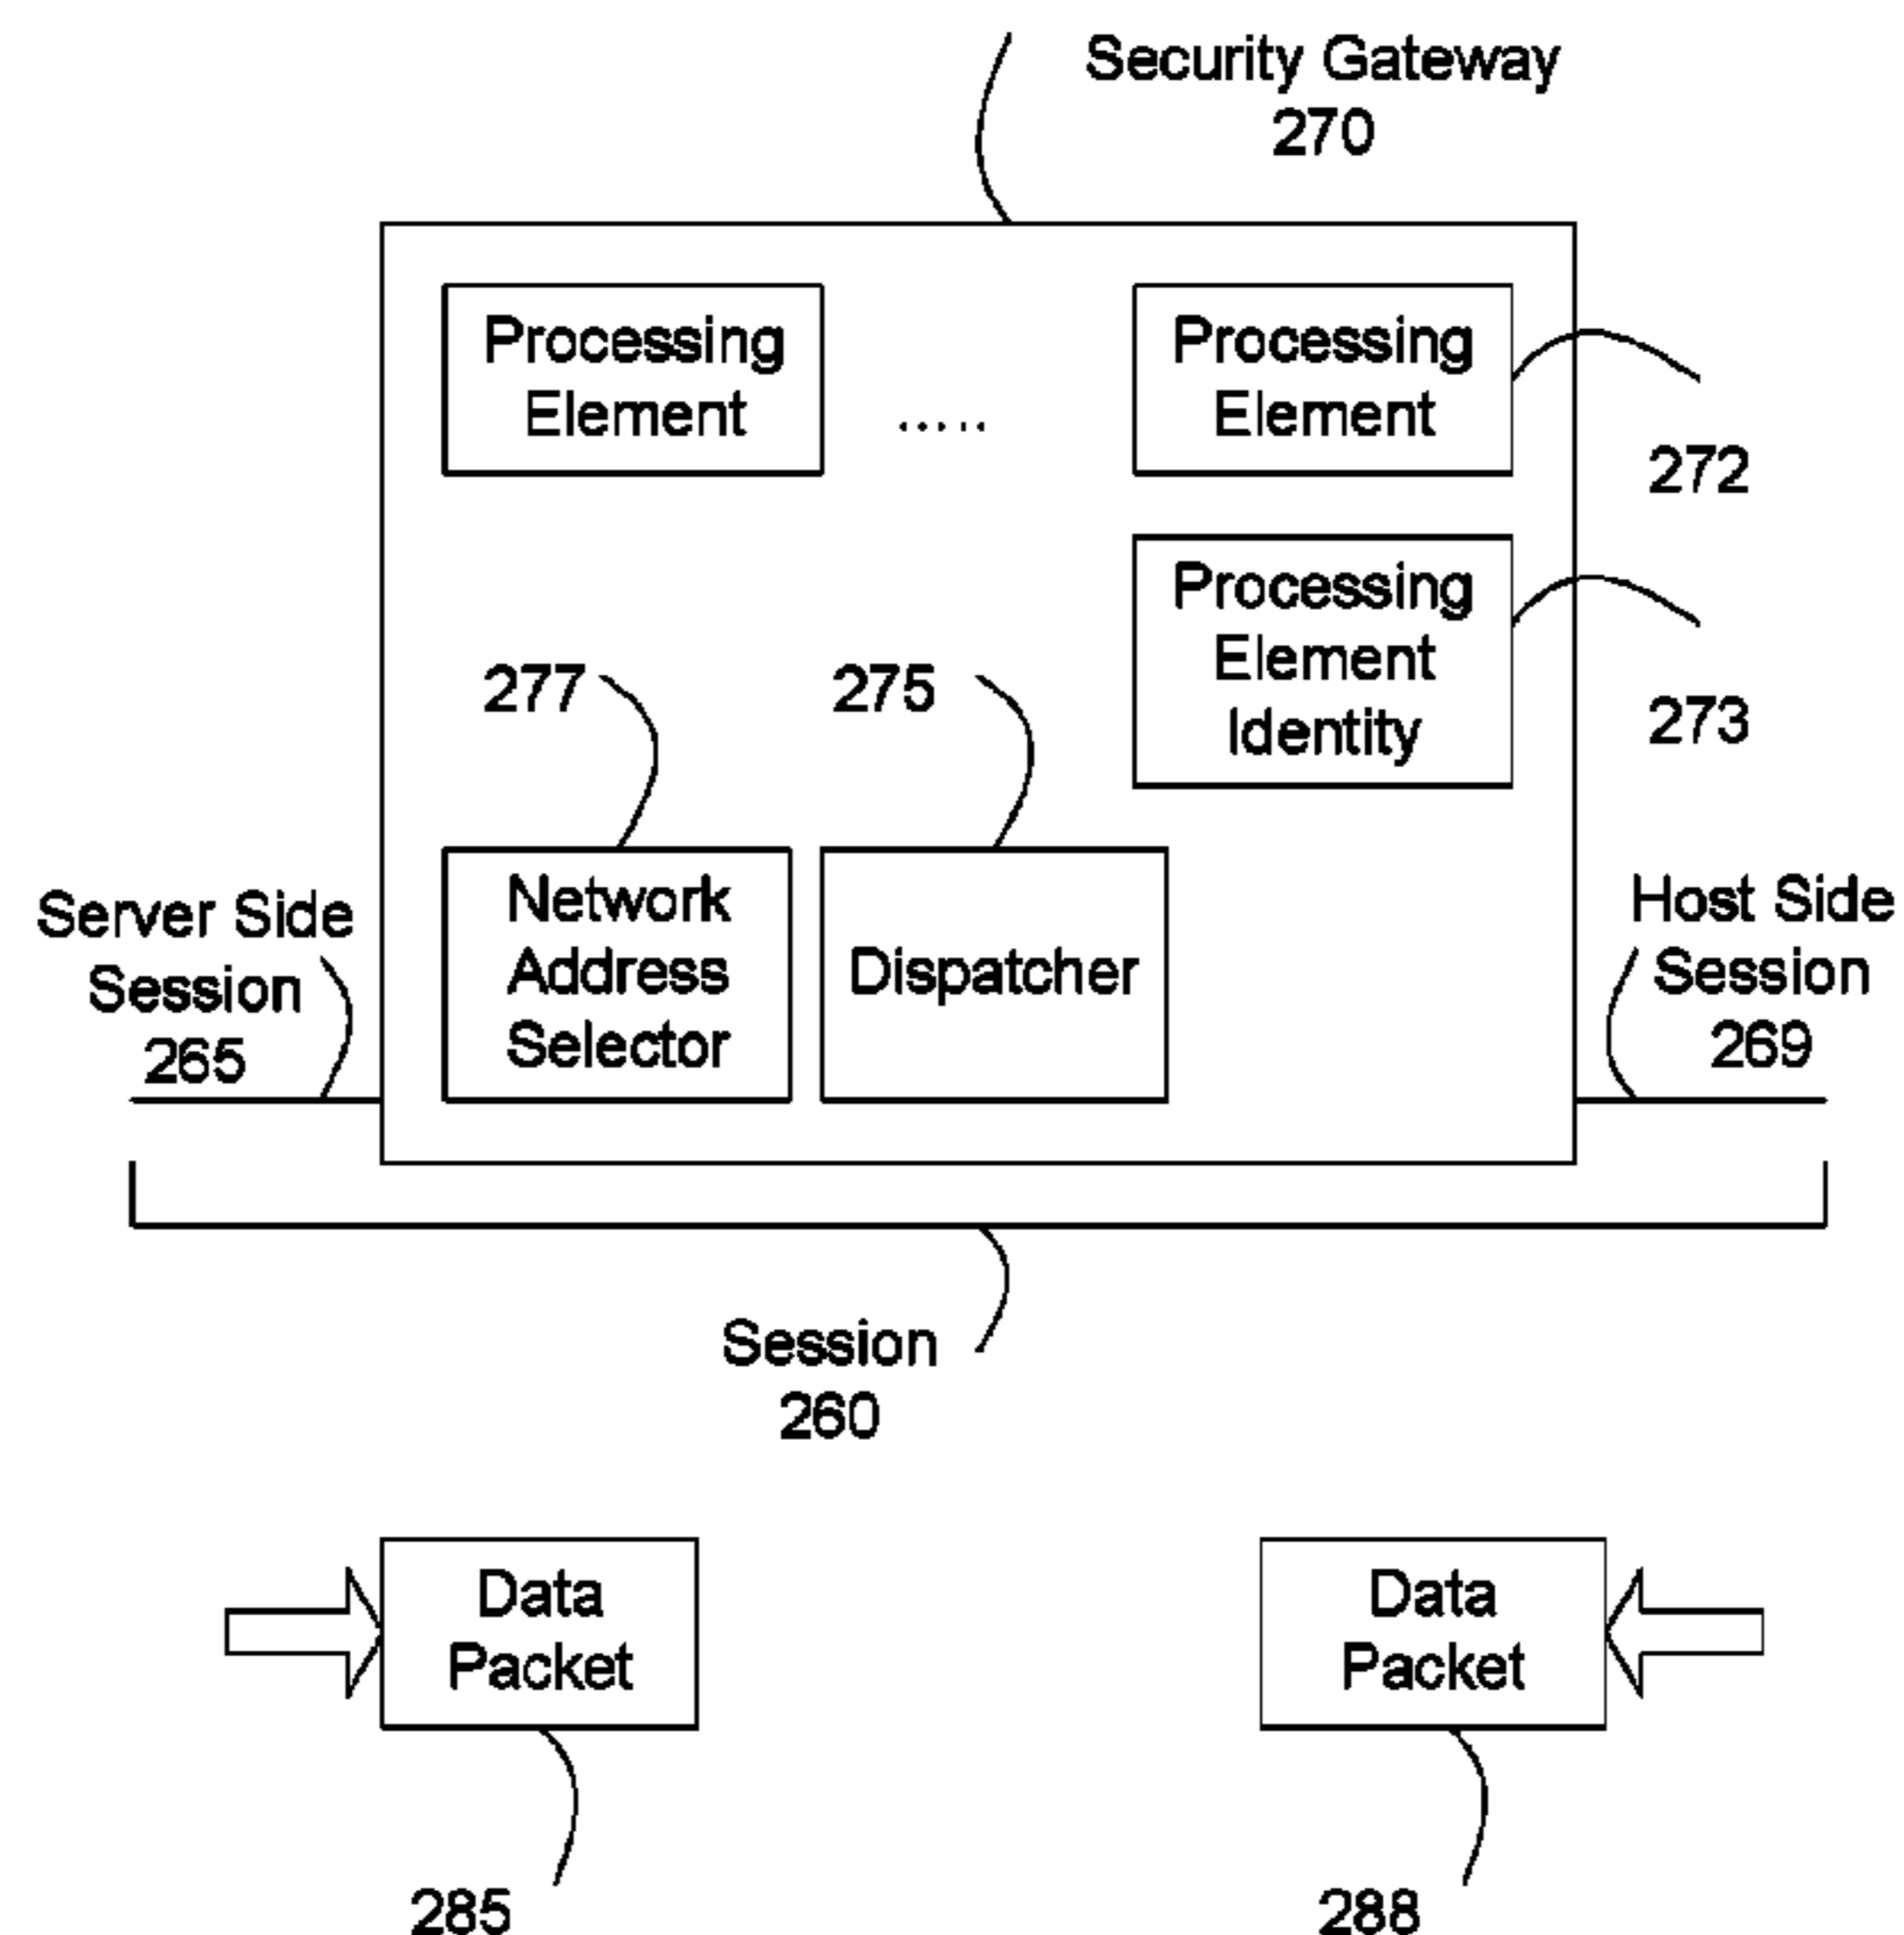 Security Gateway
270
Processing
Element
.....
Processing
Element
272
Processing
Element
Identity
273
277
275
Network
Address
Selector
Dispatcher
Server Side
Session
265
Host Side
Session
269
Session
260
Data
Packet
285
Data
Packet
288